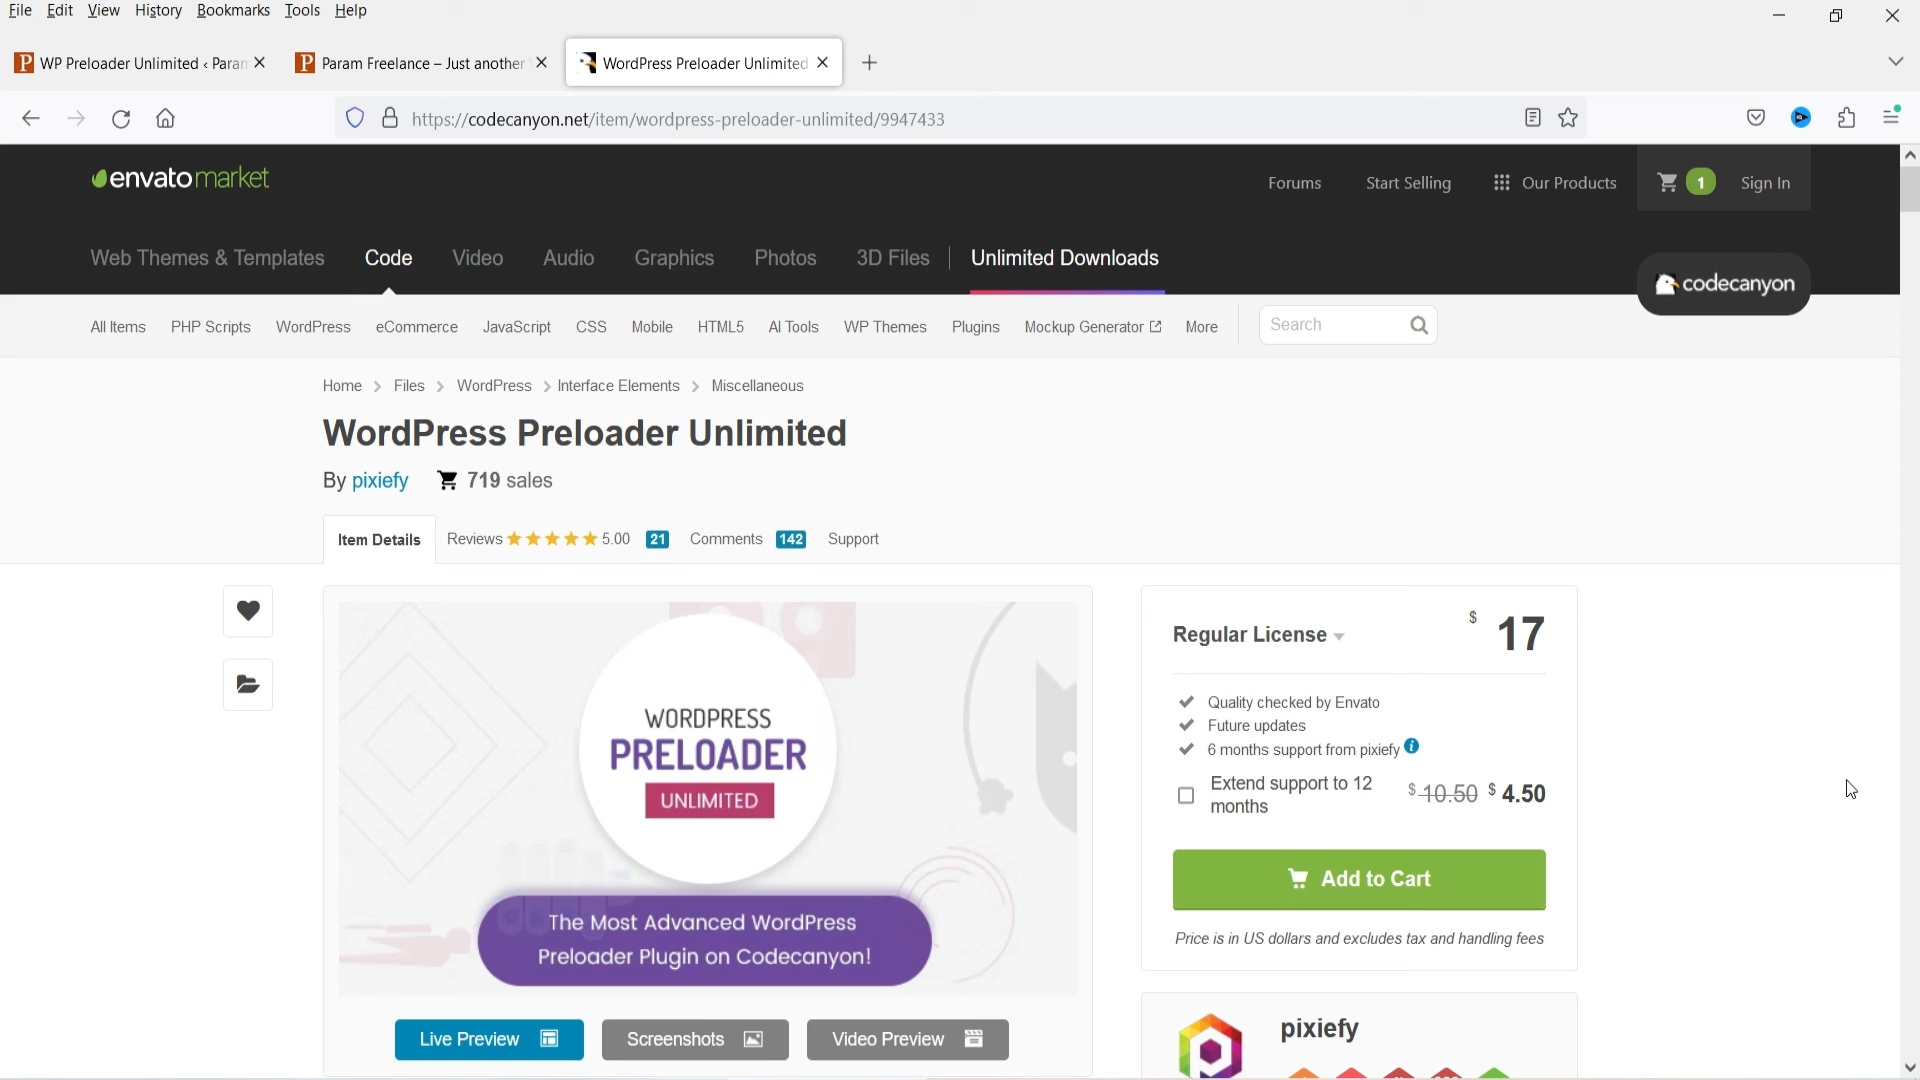 File Edit View History Bookmarks Tools Help
WP Preloader Unlimited ‹ Param
Param Freelance – Just another
WordPress Preloader Unlimited
https://codecanyon.net/item/wordpress-preloader-unlimited/9947433
envatomarket
Forums Start Selling Our Products 1 Sign In
Web Themes & Templates Code Video Audio Graphics Photos 3D Files Unlimited Downloads
codecanyon
All Items PHP Scripts WordPress eCommerce JavaScript CSS Mobile HTML5 AI Tools WP Themes Plugins Mockup Generator More Search
Home Files WordPress Interface Elements Miscellaneous
WordPress Preloader Unlimited
By pixiefy 719 sales
Item Details Reviews 5.00 21 Comments 142 Support
WORDPRESS
PRELOADER
UNLIMITED
The Most Advanced WordPress
Preloader Plugin on Codecanyon!
Live Preview Screenshots Video Preview
Regular License $ 17
Quality checked by Envato
Future updates
6 months support from pixiefy
Extend support to 12
months
$10.50 $4.50
Add to Cart
Price is in US dollars and excludes tax and handling fees
pixiefy